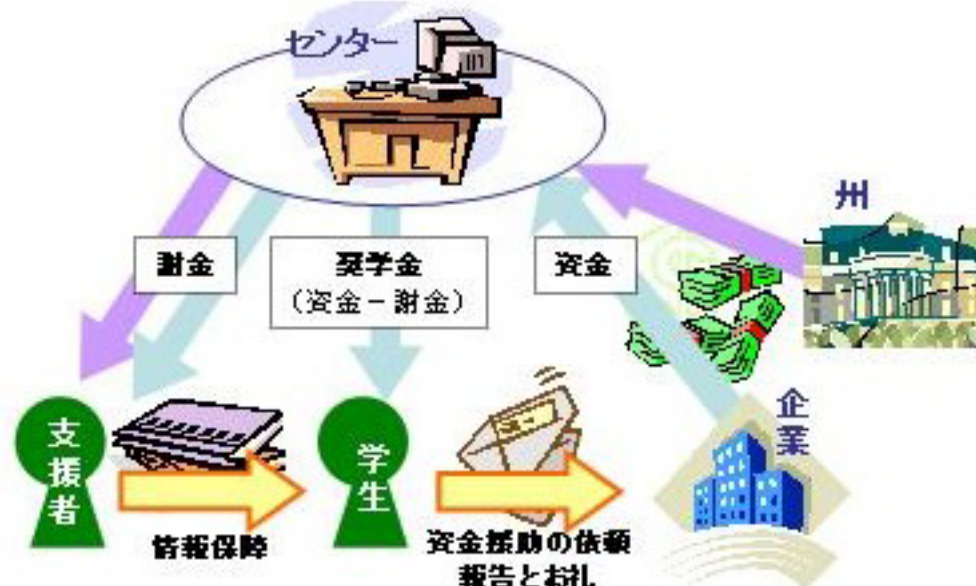 センター
州
謝金
奨学金
（資金－謝金）
資金
企業
支援者
学生
情報保障
資金援助の依頼
報告とお礼